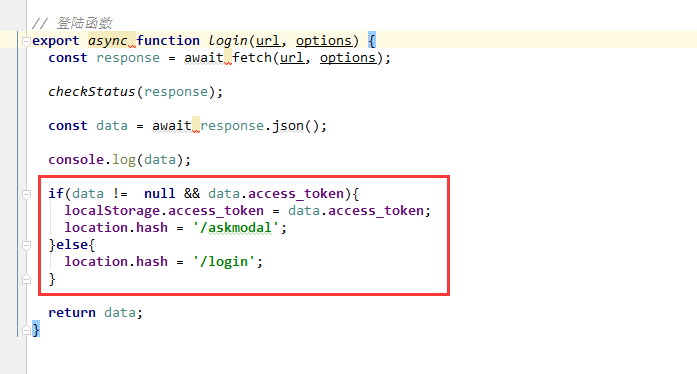 // 登陆函数
export async function login(url, options) {
const response = await fetch(url, options);
checkStatus(response);
const data = await response.json();
console.log(data);
if(data !=  null && data.access_token){
localStorage.access_token = data.access_token;
location.hash = '/askmodal';
}else{
location.hash = '/login';
}
return data;
}